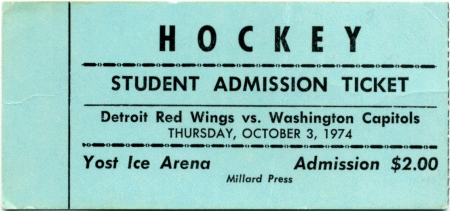 HOCKEY
STUDENT ADMISSION TICKET
Detroit Red Wings vs. Washington Capitols
THURSDAY, OCTOBER 3, 1974
Yost Ice Arena Admission $2.00
Millard Press